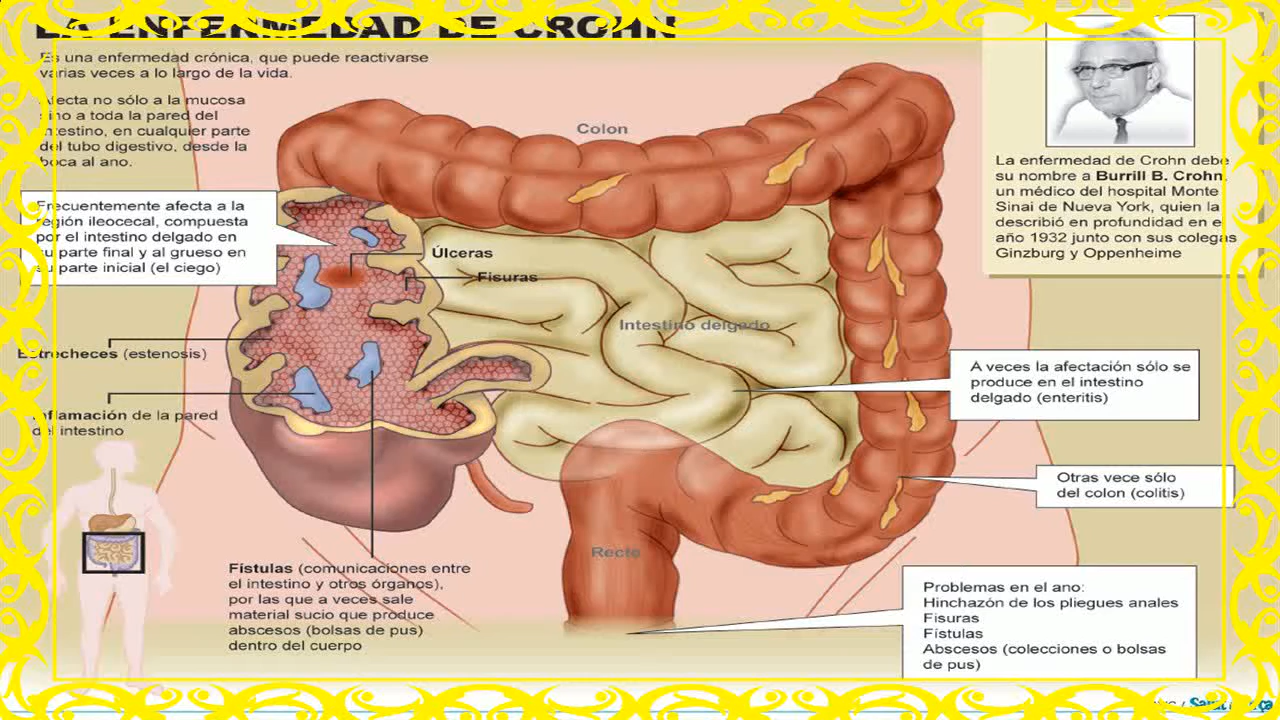 LA ENFERMEDAD DE CROHN
Es una enfermedad crónica, que puede reactivarse
varias veces a lo largo de la vida.
Afecta no sólo a la mucosa
sino a toda la pared del
intestino, en cualquier parte
del tubo digestivo, desde la
boca al ano.
Frecuentemente afecta a la
región ileocecal, compuesta
por el intestino delgado en
su parte final y al grueso en
su parte inicial (el ciego)
Colon
Úlceras
Fisuras
Intestino delgado
Estrecheces (estenosis)
Inflamación de la pared
del intestino
Fístulas (comunicaciones entre
el intestino y otros órganos),
por las que a veces sale
material sucio que produce
abscesos (bolsas de pus)
dentro del cuerpo
Recto
La enfermedad de Crohn debe
su nombre a Burrill B. Crohn,
un médico del hospital Monte
Sinai de Nueva York, quien la
describió en profundidad en el
año 1932 junto con sus colegas
Ginzburg y Oppenheime
A veces la afectación sólo se
produce en el intestino
delgado (enteritis)
Otras vece sólo
del colon (colitis)
Problemas en el ano:
Hinchazón de los pliegues anales
Fisuras
Fístulas
Abscesos (colecciones o bolsas
de pus)